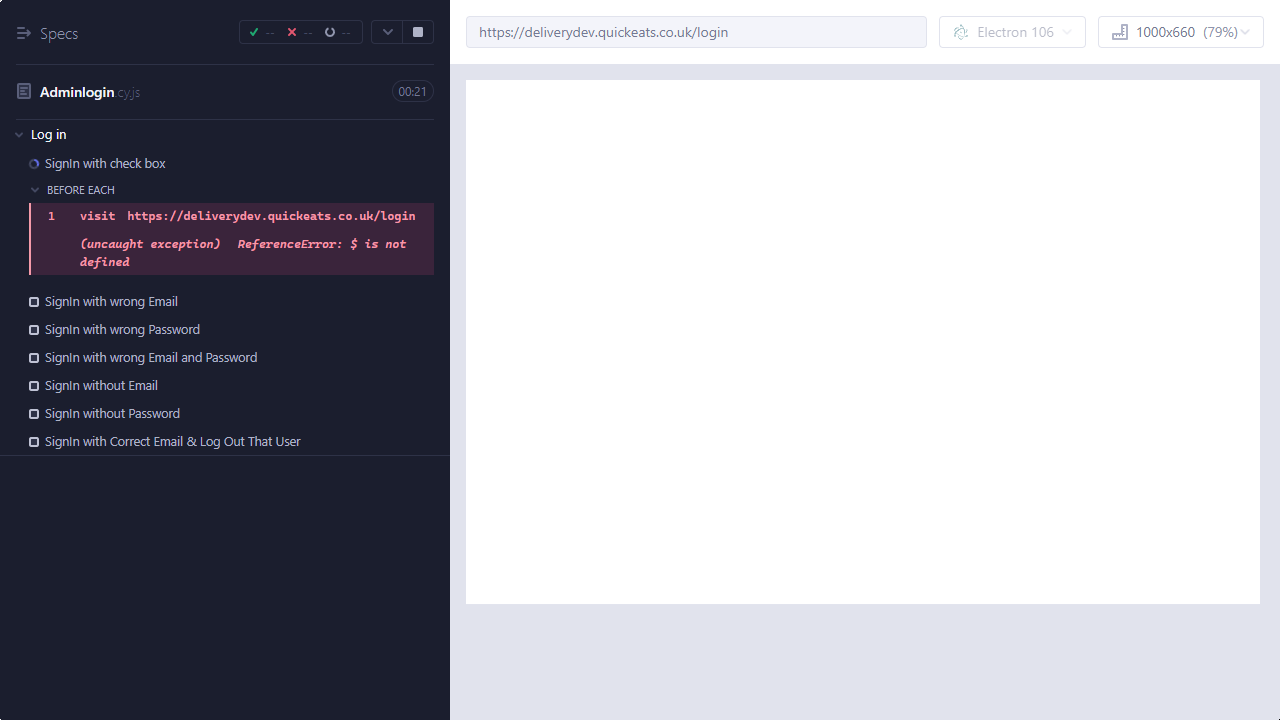 Specs
-- -- --
Adminlogin.cy.js
00:21
Log in
SignIn with check box
BEFORE EACH
1 visit https://deliverydev.quickeats.co.uk/login
(uncaught exception) ReferenceError: $ is not
defined
SignIn with wrong Email
SignIn with wrong Password
SignIn with wrong Email and Password
SignIn without Email
SignIn without Password
SignIn with Correct Email & Log Out That User
https://deliverydev.quickeats.co.uk/login
Electron 106
1000x660 (79%)